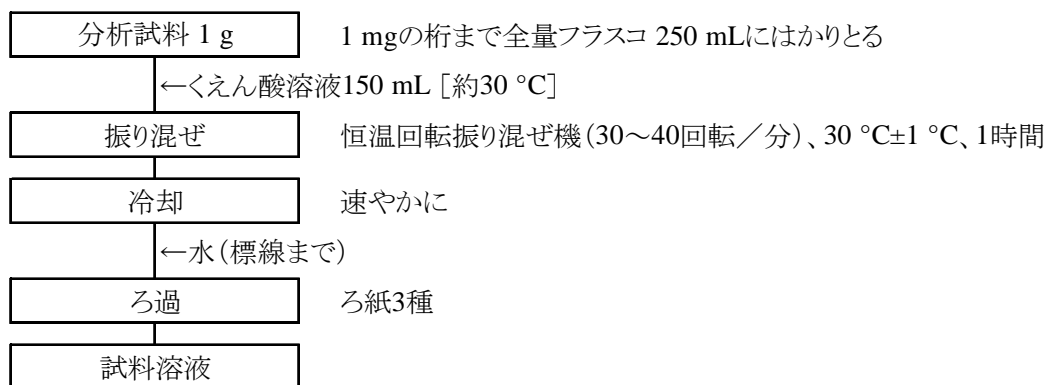 分析試料 1 g 1 mgの桁まで全量フラスコ 250 mLにはかりとる
←くえん酸溶液150 mL [約30 °C]
振り混ぜ 恒温回転振り混ぜ機(30～40回転／分)、30 °C±1 °C、1時間
冷却 速やかに
←水(標線まで)
ろ過 ろ紙3種
試料溶液